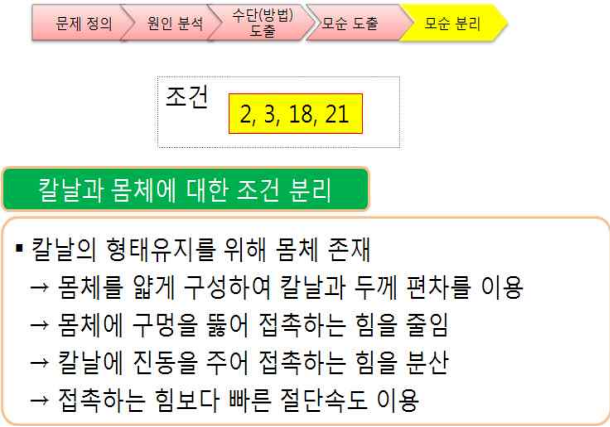 문제 정의
원인 분석
수단(방법)
도출
모순 도출
모순 분리
조건
2, 3, 18, 21
칼날과 몸체에 대한 조건 분리
▪ 칼날의 형태유지를 위해 몸체 존재
→ 몸체를 얇게 구성하여 칼날과 두께 편차를 이용
→ 몸체에 구멍을 뚫어 접촉하는 힘을 줄임
→ 칼날에 진동을 주어 접촉하는 힘을 분산
→ 접촉하는 힘보다 빠른 절단속도 이용